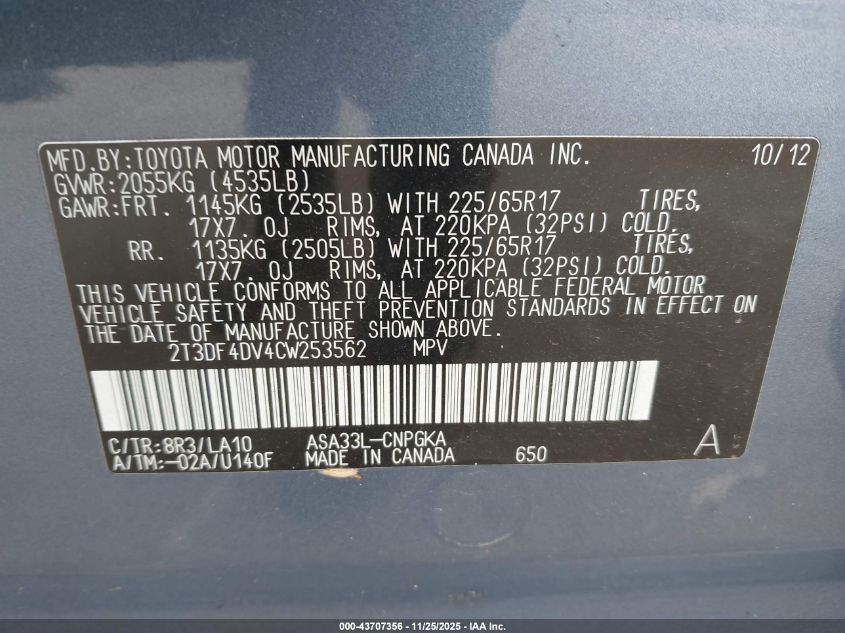 MFD.BY:TOYOTA MOTOR MANUFACTURING CANADA INC. 10/12
GVWR:2055KG (4535LB)
GAWR:FRT. 1145KG (2535LB) WITH 225/65R17 TIRES,
17X7. 0J RIMS, AT 220KPA (32PSI) COLD.
RR. 1135KG (2505LB) WITH 225/65R17 TIRES,
17X7. 0J RIMS, AT 220KPA (32PSI) COLD.
THIS VEHICLE CONFORMS TO ALL APPLICABLE FEDERAL MOTOR
VEHICLE SAFETY AND THEFT PREVENTION STANDARDS IN EFFECT ON
THE DATE OF MANUFACTURE SHOWN ABOVE.
2T3DF4DV4CW253562 MPV
C/TR:8R3/LA10 ASA33L-CNPGKA
A/TM:-02A/U140F MADE IN CANADA 650 A
000-43707356 - 11/25/2025 - IAA Inc.